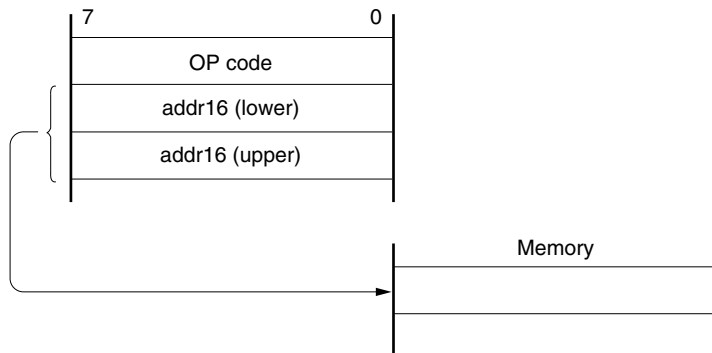 7 0
OP code
addr16 (lower)
addr16 (upper)
Memory